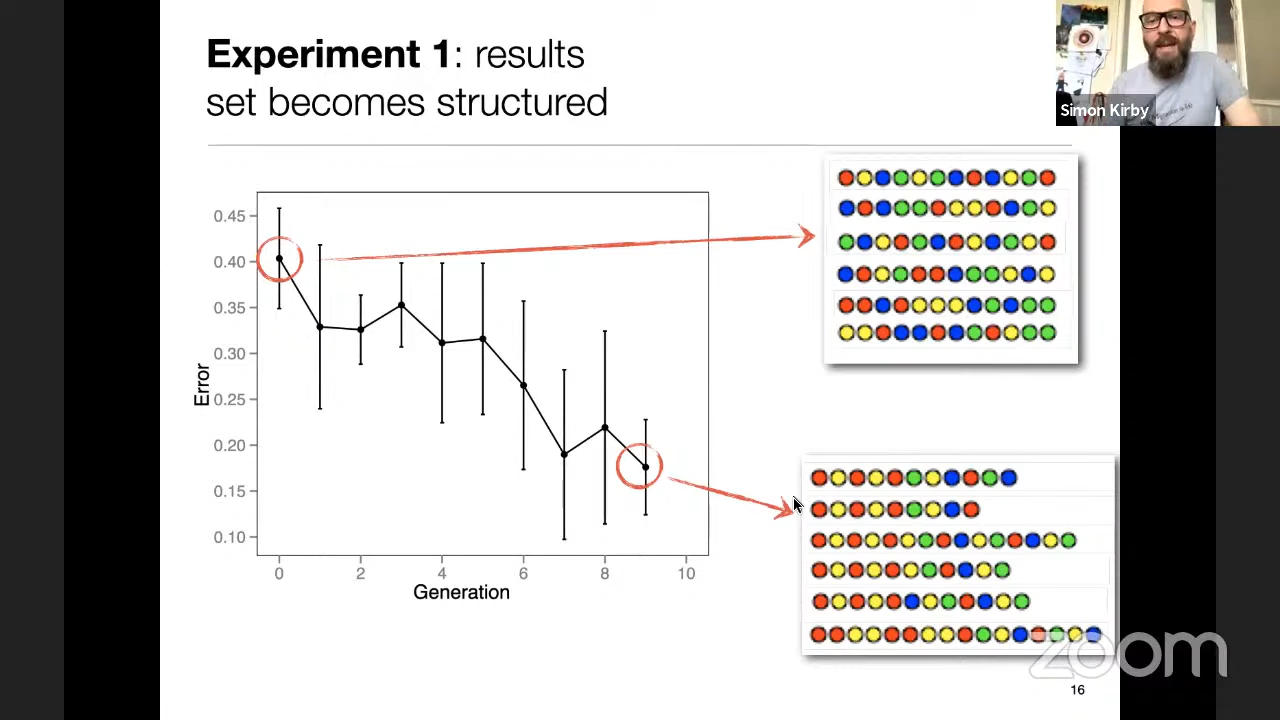 Experiment 1: results
set becomes structured
Simon Kirby
Error
0.45
0.40
0.35
0.30
0.25
0.20
0.15
0.10
0 2 4 6 8 10
Generation
zoom
16